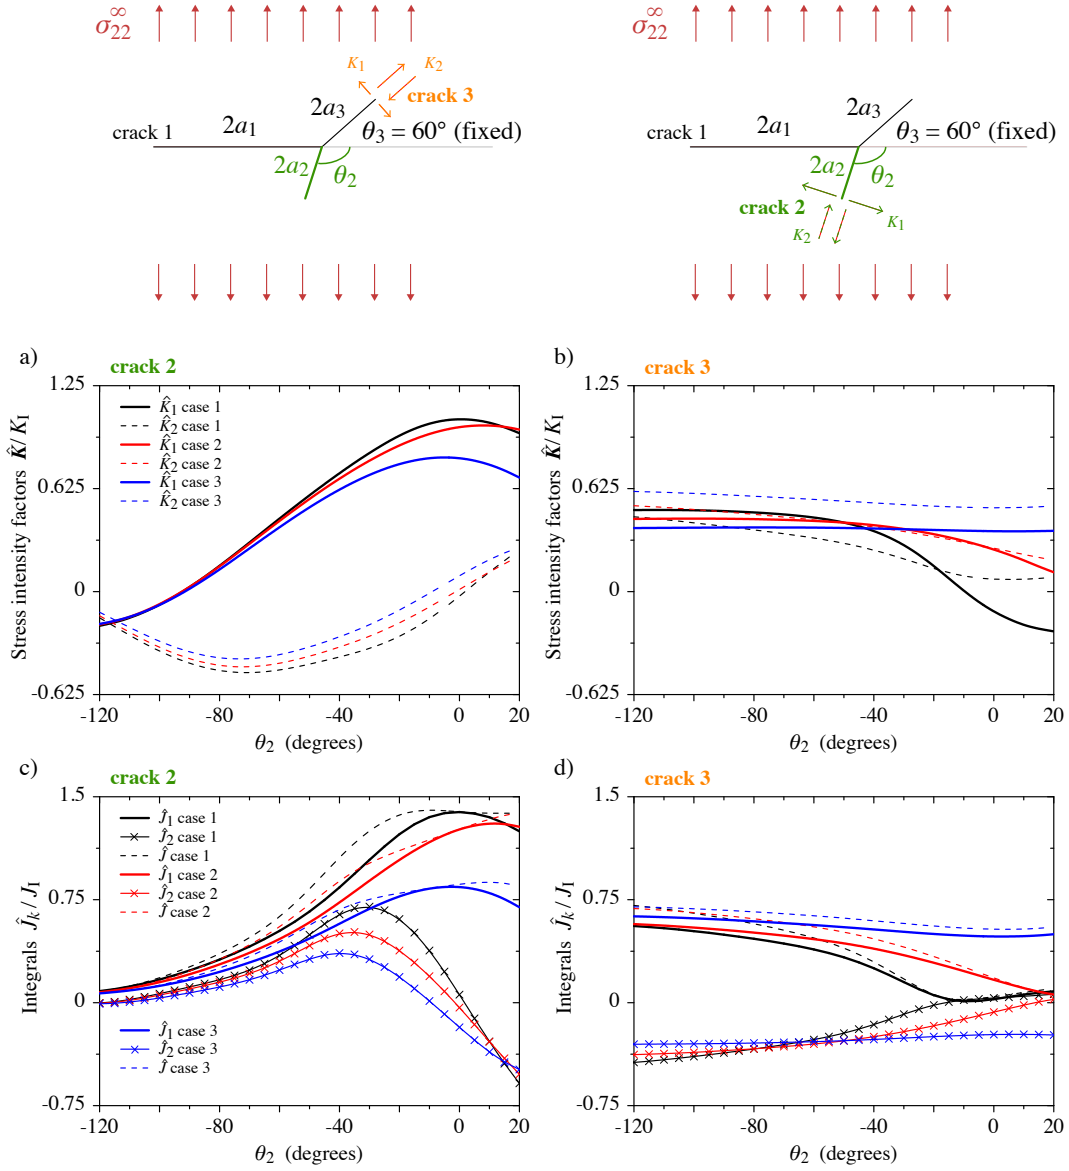 σ∞22
K1
K2
crack 3
2a3
crack 1
2a1
θ3 = 60° (fixed)
2a2
θ2
σ∞22
2a3
crack 1
2a1
θ3 = 60° (fixed)
2a2
θ2
crack 2
K1
K2
a)
crack 2
Stress intensity factors K̂/KI
1.25
0.625
0
-0.625
K̂1 case 1
K̂2 case 1
K̂1 case 2
K̂2 case 2
K̂1 case 3
K̂2 case 3
-120
-80
-40
0
20
θ2 (degrees)
b)
crack 3
Stress intensity factors K̂/KI
1.25
0.625
0
-0.625
-120
-80
-40
0
20
θ2 (degrees)
c)
crack 2
Integrals Ĵk / JI
1.5
0.75
0
-0.75
Ĵ1 case 1
Ĵ2 case 1
Ĵ case 1
Ĵ1 case 2
Ĵ2 case 2
Ĵ case 2
Ĵ1 case 3
Ĵ2 case 3
Ĵ case 3
-120
-80
-40
0
20
θ2 (degrees)
d)
crack 3
Integrals Ĵk / JI
1.5
0.75
0
-0.75
-120
-80
-40
0
20
θ2 (degrees)